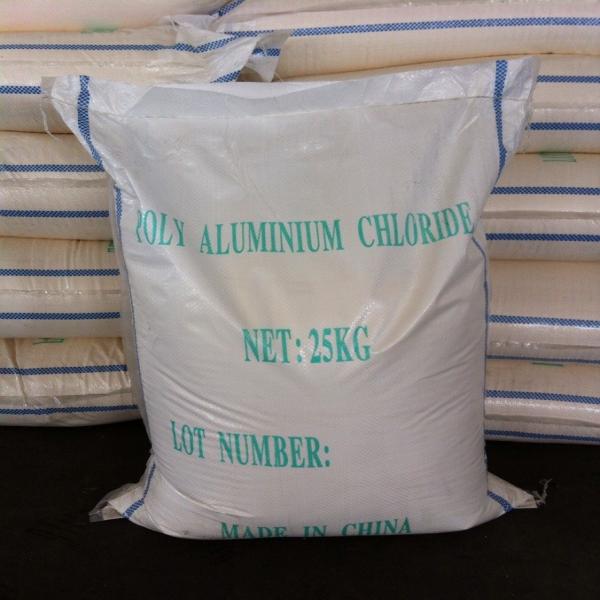 POLY ALUMINIUM CHLORIDE
NET: 25KG
LOT NUMBER:
MADE IN CHINA